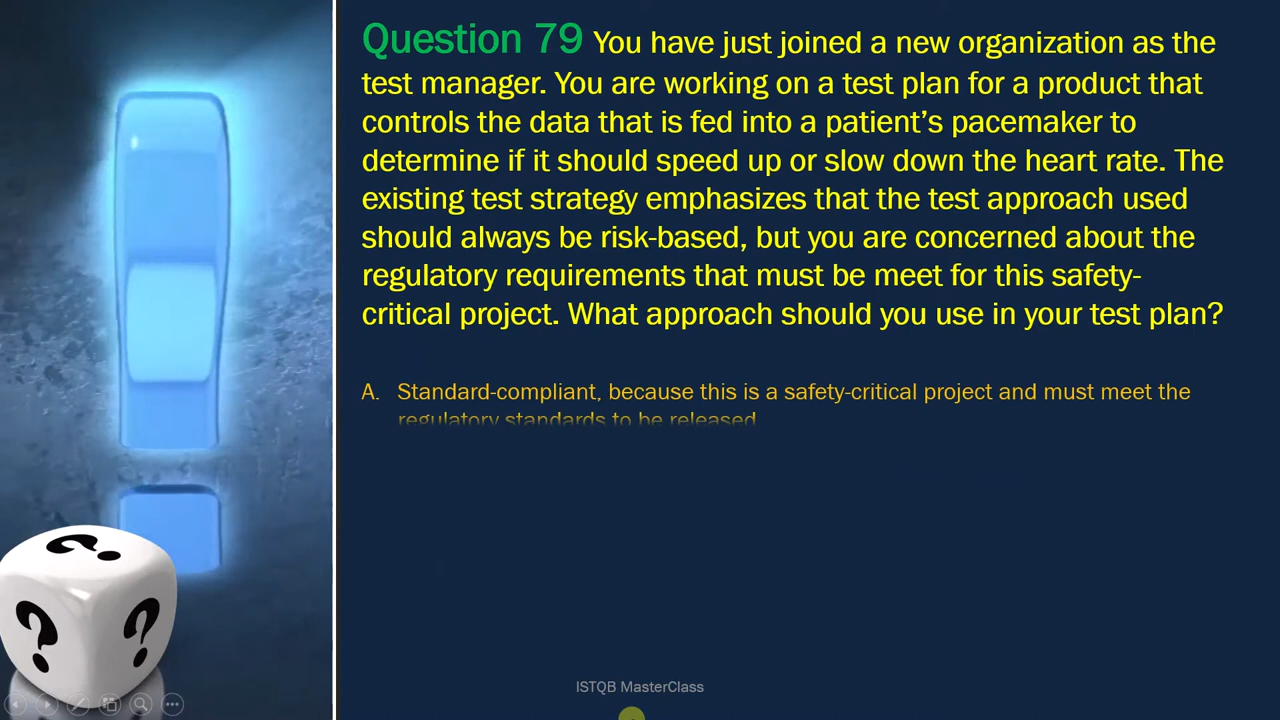 Question 79 You have just joined a new organization as the
test manager. You are working on a test plan for a product that
controls the data that is fed into a patient's pacemaker to
determine if it should speed up or slow down the heart rate. The
existing test strategy emphasizes that the test approach used
should always be risk-based, but you are concerned about the
regulatory requirements that must be meet for this safety-
critical project. What approach should you use in your test plan?
A. Standard-compliant, because this is a safety-critical project and must meet the
regulatory standards to be released
ISTQB MasterClass